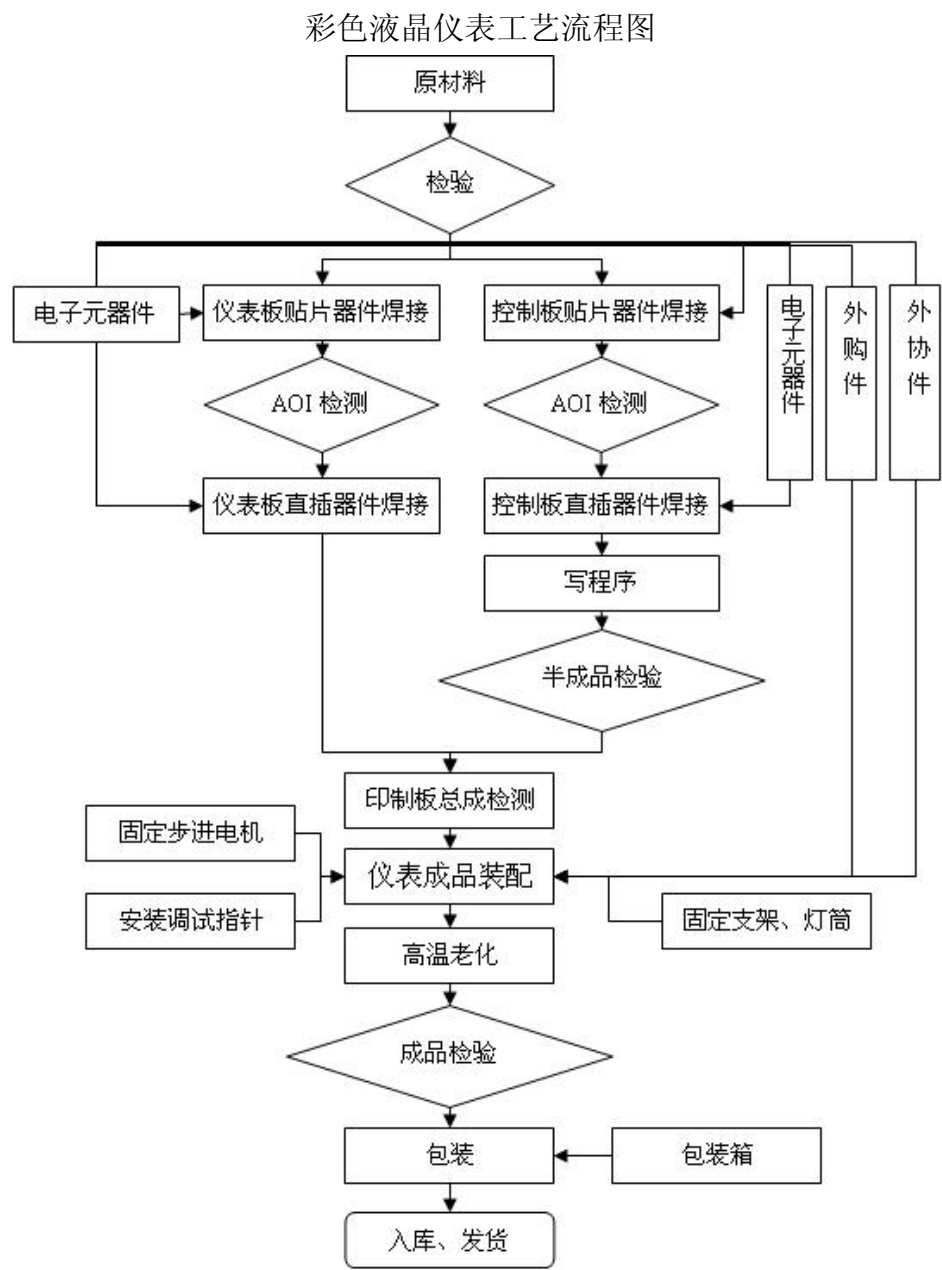 彩色液晶仪表工艺流程图
原材料
检验
电子元器件
仪表板贴片器件焊接
控制板贴片器件焊接
电子元器件
外购件
外协件
AOI 检测
AOI 检测
仪表板直插器件焊接
控制板直插器件焊接
写程序
半成品检验
印制板总成检测
固定步进电机
仪表成品装配
安装调试指针
固定支架、灯筒
高温老化
成品检验
包装
包装箱
入库、发货